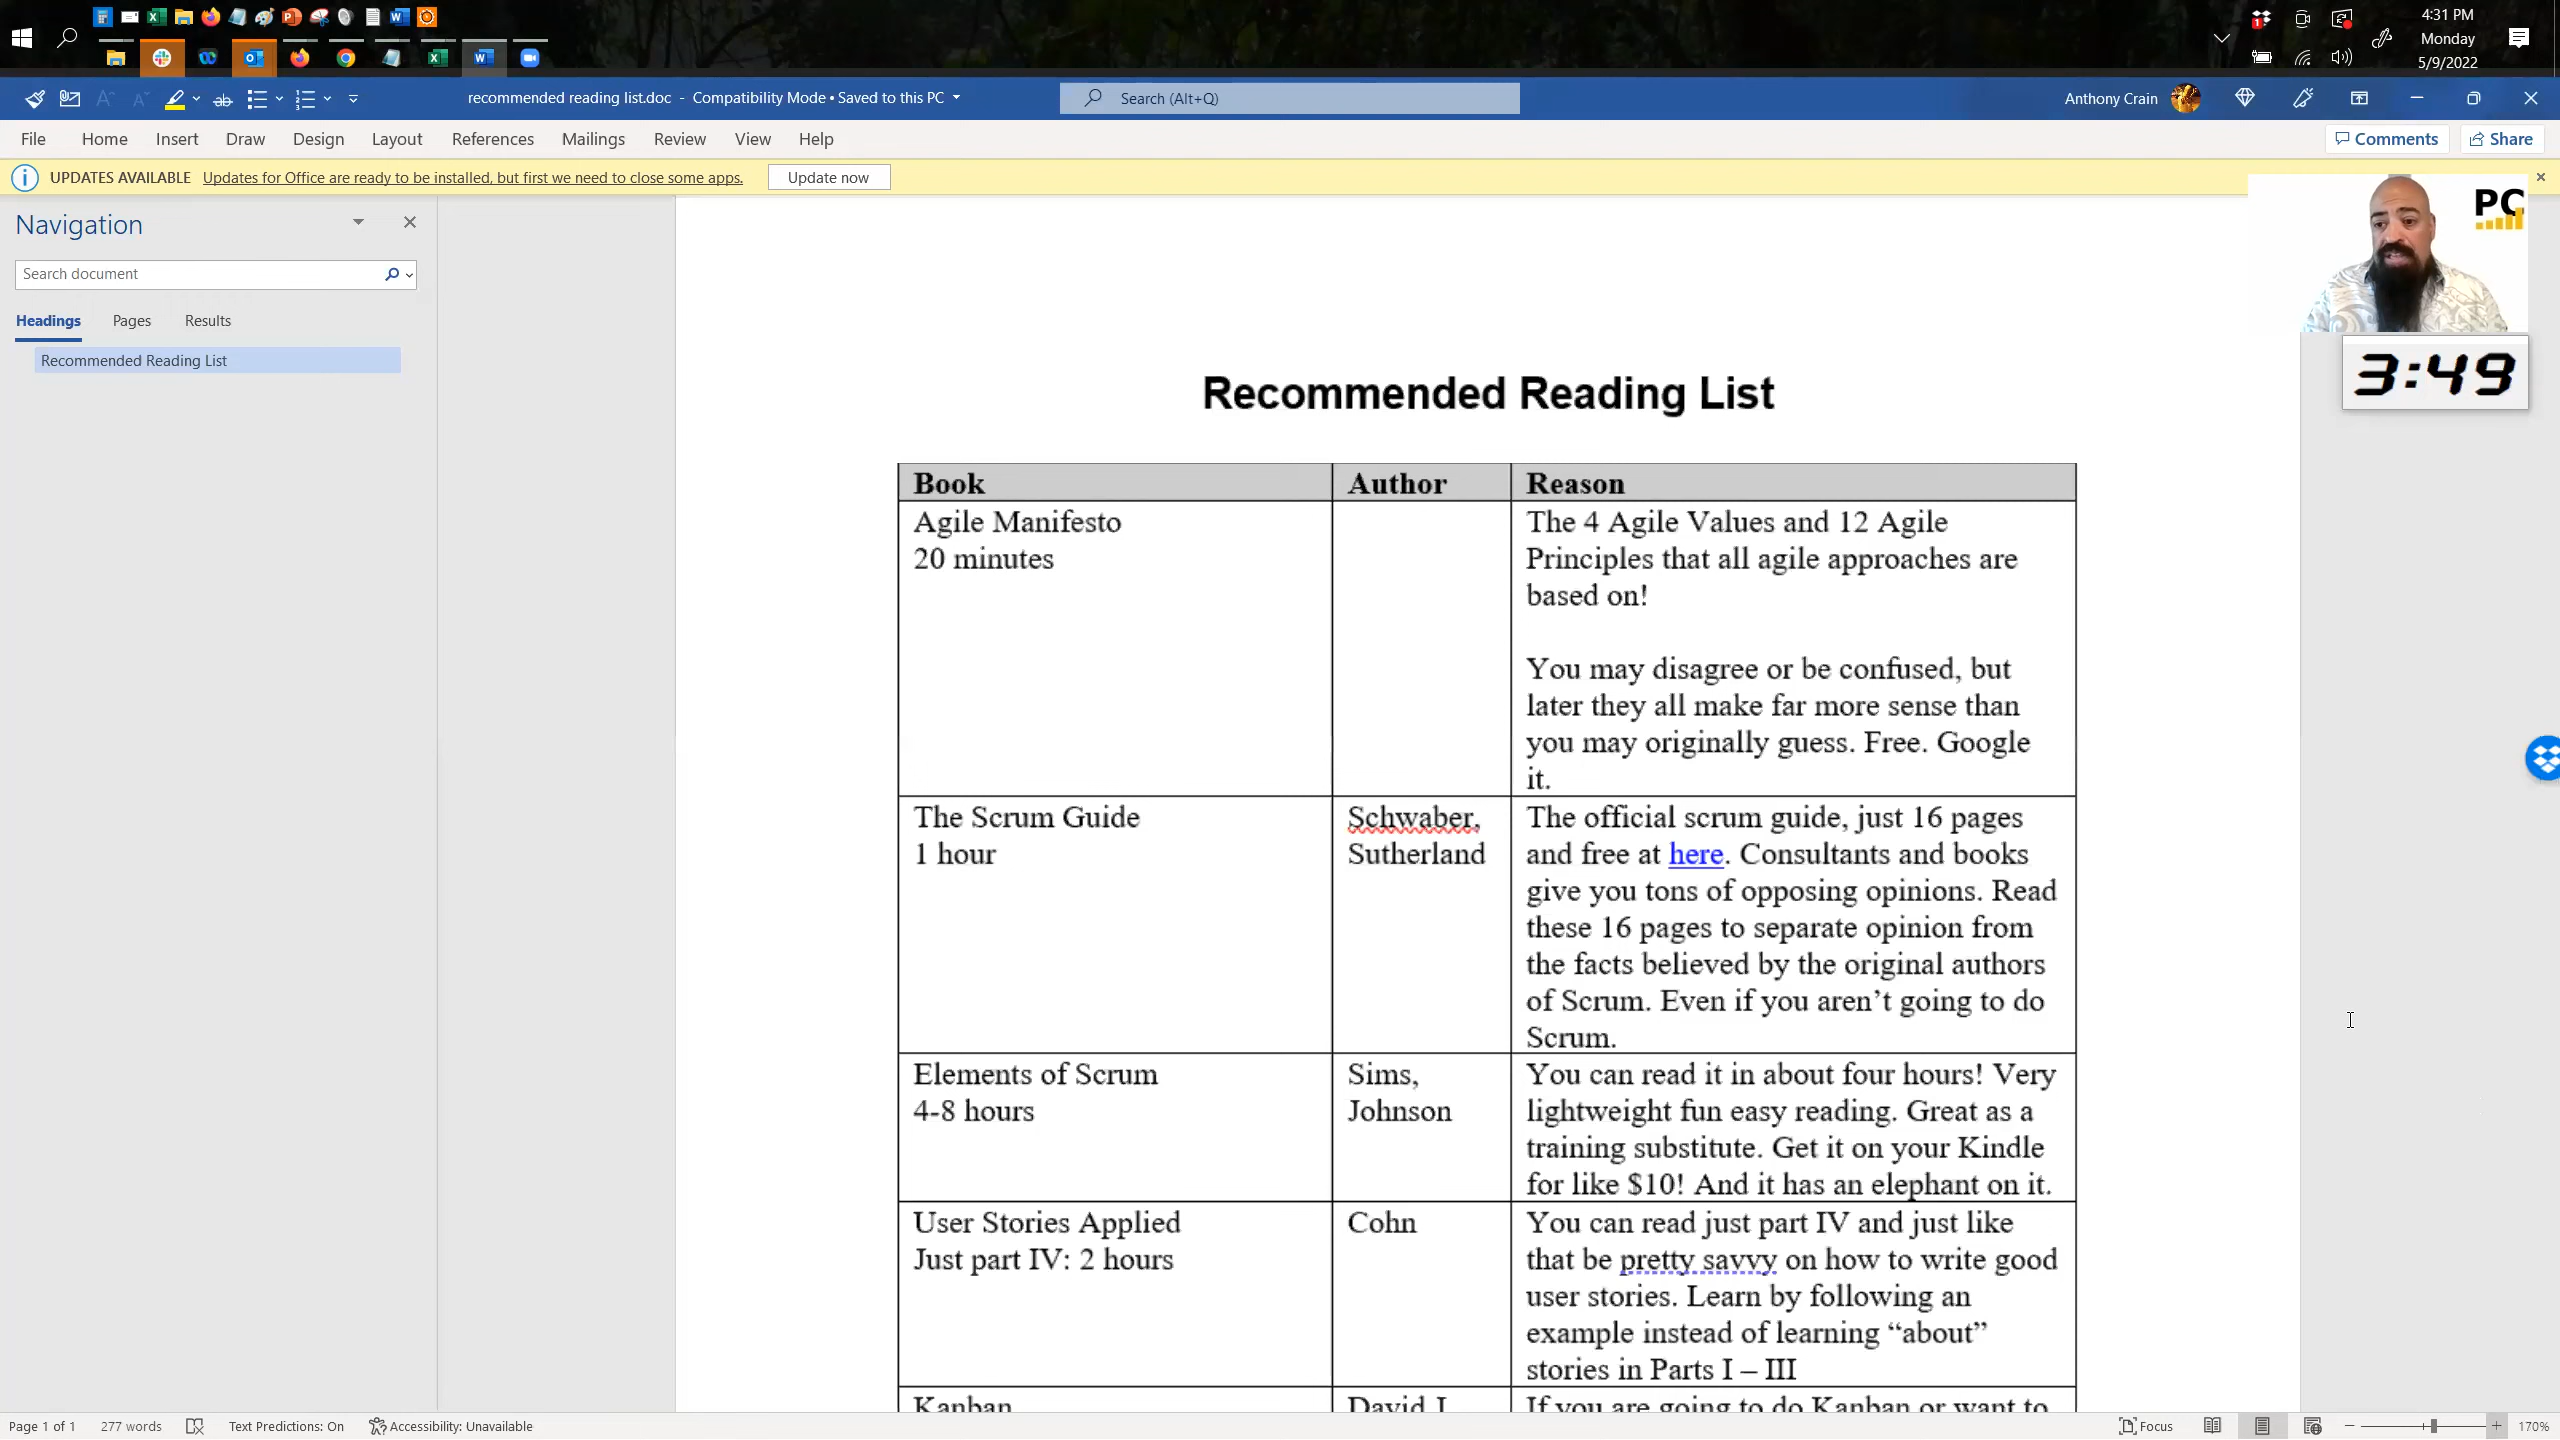 4:31 PM
Monday
5/9/2022
recommended reading list.doc - Compatibility Mode • Saved to this PC
Search (Alt+Q)
Anthony Crain
File Home Insert Draw Design Layout References Mailings Review View Help
Comments Share
UPDATES AVAILABLE Updates for Office are ready to be installed, but first we need to close some apps. Update now
PC
Navigation
Search document
Headings Pages Results
Recommended Reading List
3:49
Recommended Reading List
Book Author Reason
Agile Manifesto
20 minutes
The 4 Agile Values and 12 Agile
Principles that all agile approaches are
based on!
You may disagree or be confused, but
later they all make far more sense than
you may originally guess. Free. Google
it.
The Scrum Guide
1 hour
Schwaber,
Sutherland
The official scrum guide, just 16 pages
and free at here. Consultants and books
give you tons of opposing opinions. Read
these 16 pages to separate opinion from
the facts believed by the original authors
of Scrum. Even if you aren’t going to do
Scrum.
Elements of Scrum
4-8 hours
Sims,
Johnson
You can read it in about four hours! Very
lightweight fun easy reading. Great as a
training substitute. Get it on your Kindle
for like $10! And it has an elephant on it.
User Stories Applied
Just part IV: 2 hours
Cohn
You can read just part IV and just like
that be pretty savvy on how to write good
user stories. Learn by following an
example instead of learning “about”
stories in Parts I – III
Kanban
David J.
If you are going to do Kanban or want to
Page 1 of 1 277 words Text Predictions: On Accessibility: Unavailable
Focus 170%